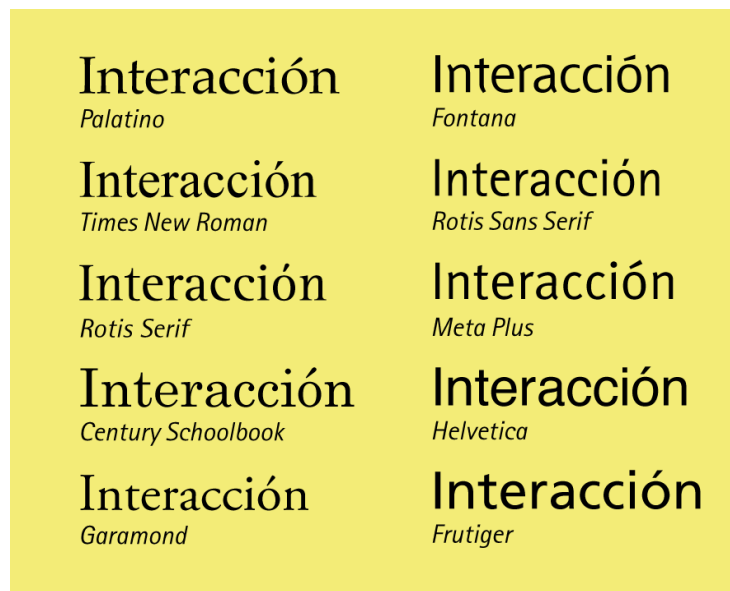 Interacción
Palatino
Interacción
Times New Roman
Interacción
Rotis Serif
Interacción
Century Schoolbook
Interacción
Garamond
Interacción
Fontana
Interacción
Rotis Sans Serif
Interacción
Meta Plus
Interacción
Helvetica
Interacción
Frutiger